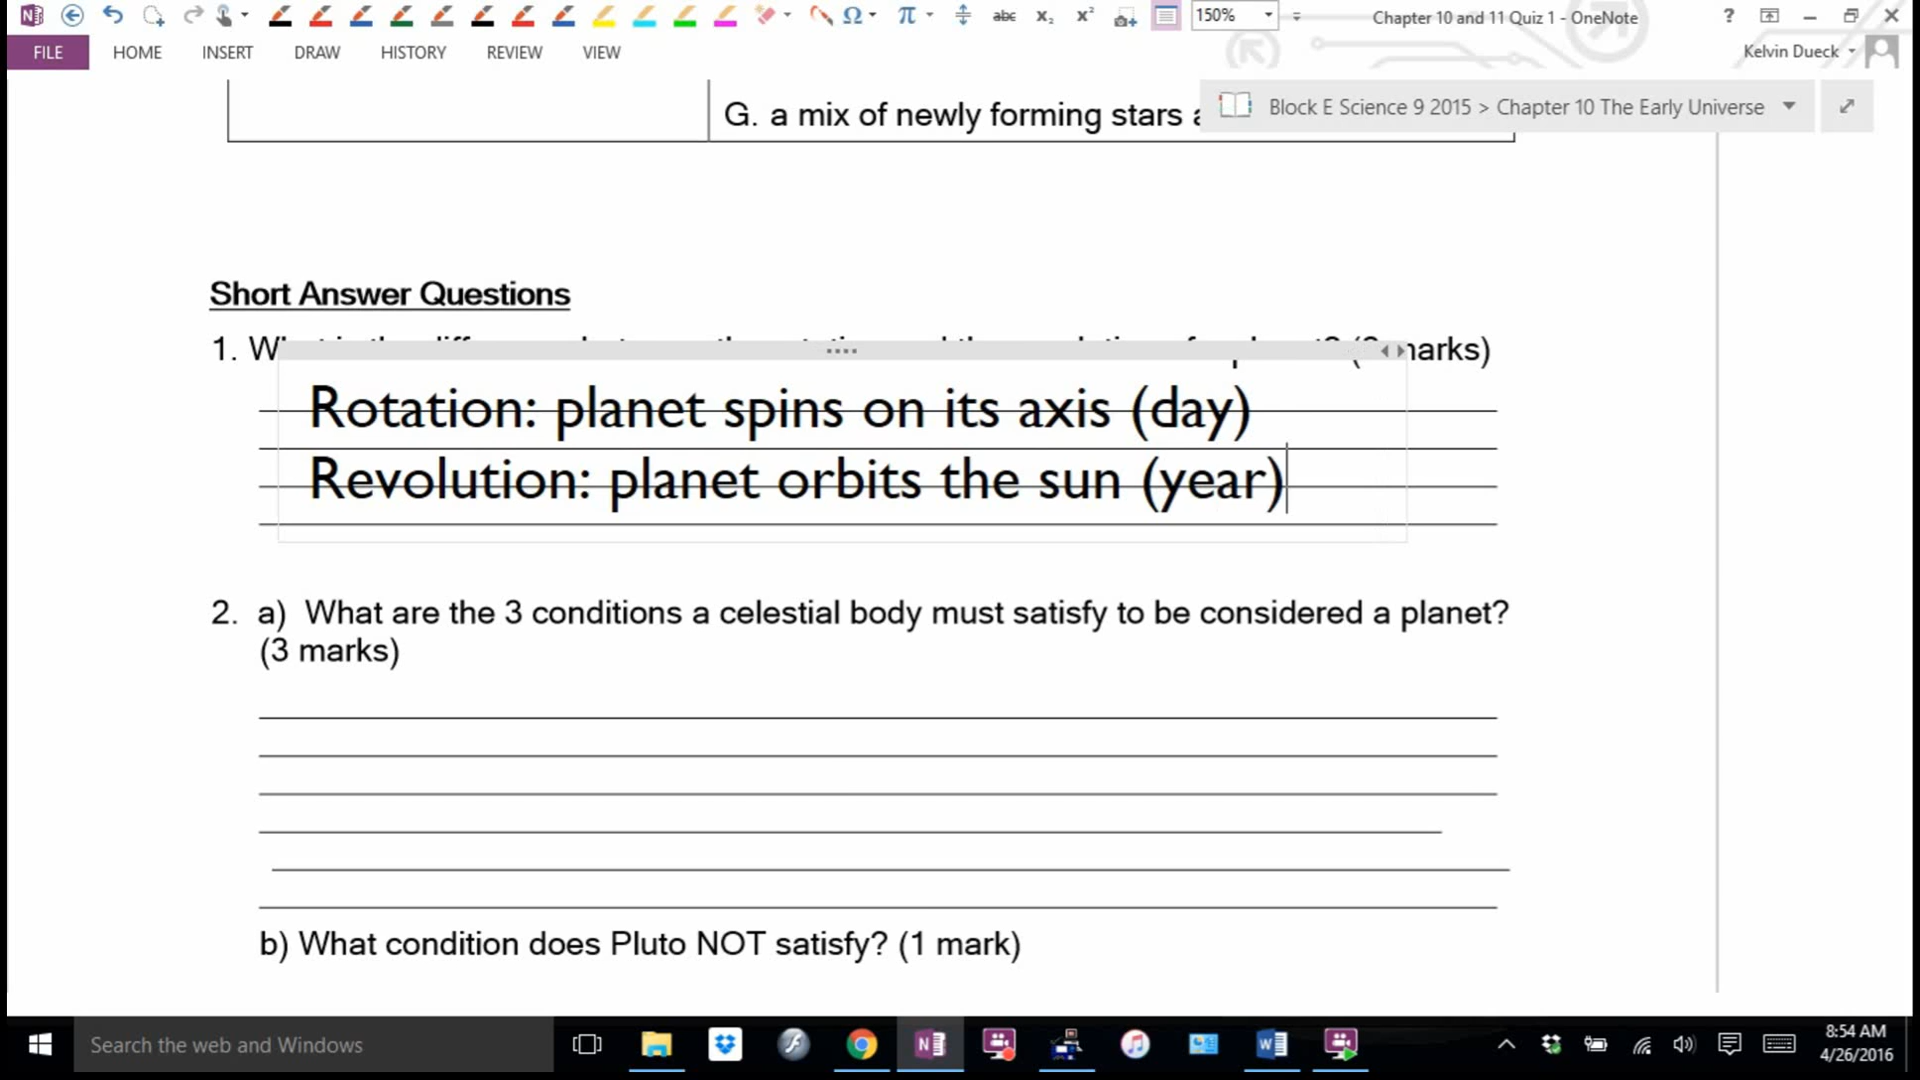 150%
Chapter 10 and 11 Quiz 1 - OneNote
FILE HOME INSERT DRAW HISTORY REVIEW VIEW
Kelvin Dueck
G. a mix of newly forming stars
Block E Science 9 2015 > Chapter 10 The Early Universe
Short Answer Questions
1.
Rotation: planet spins on its axis (day)
Revolution: planet orbits the sun (year)
2. a) What are the 3 conditions a celestial body must satisfy to be considered a planet?
(3 marks)
b) What condition does Pluto NOT satisfy? (1 mark)
Search the web and Windows
8:54 AM
4/26/2016